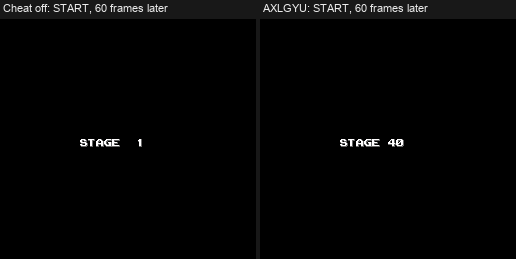 Cheat off: START, 60 frames later
AXLGYU: START, 60 frames later
STAGE 1
STAGE 40